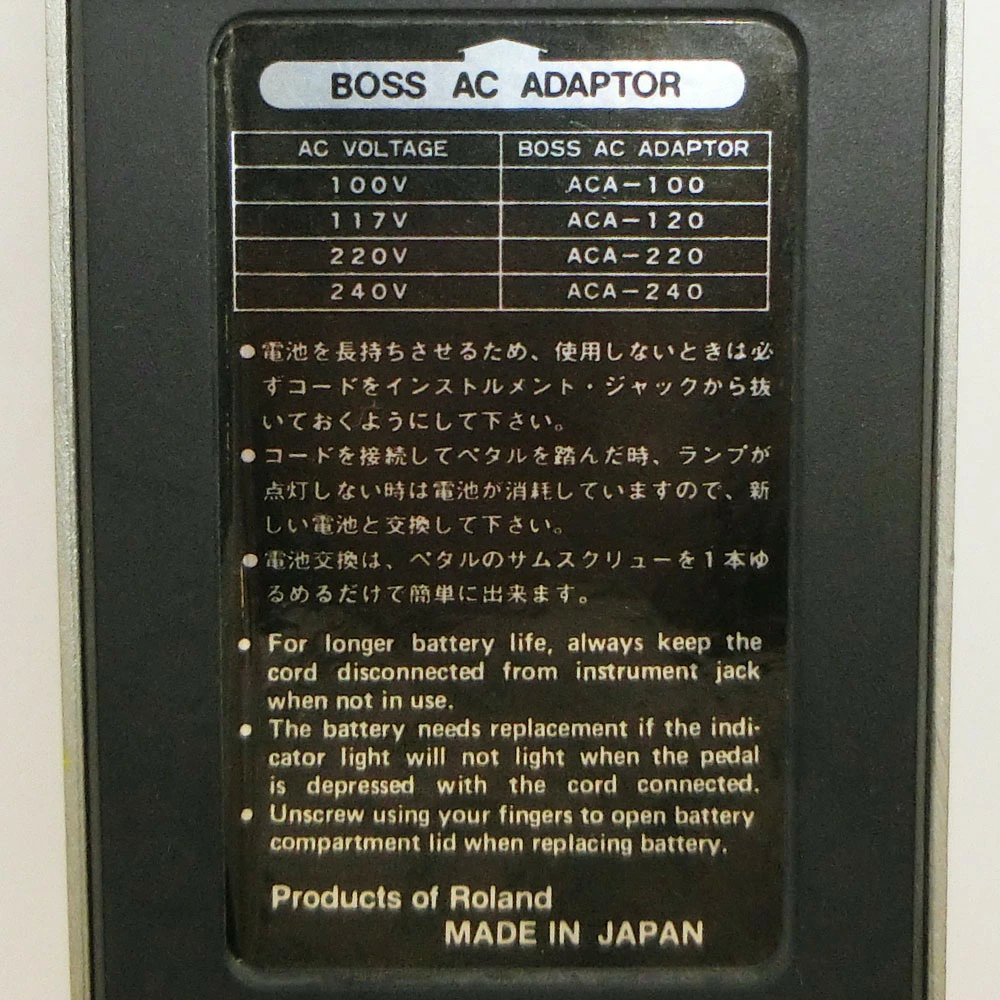 BOSS AC ADAPTOR
AC VOLTAGE BOSS AC ADAPTOR
100V ACA-100
117V ACA-120
220V ACA-220
240V ACA-240
● 電池を長持ちさせるため、使用しないときは必
ずコードをインストルメント・ジャックから抜
いておくようにして下さい。
● コードを接続してペタルを踏んだ時、ランプが
点灯しない時は電池が消耗していますので、新
しい電池と交換して下さい。
● 電池交換は、ペタルのサムスクリューを1本ゆ
るめるだけで簡単に出来ます。
● For longer battery life, always keep the
cord disconnected from instrument jack
when not in use.
● The battery needs replacement if the indi-
cator light will not light when the pedal
is depressed with the cord connected.
● Unscrew using your fingers to open battery
compartment lid when replacing battery.
Products of Roland
MADE IN JAPAN